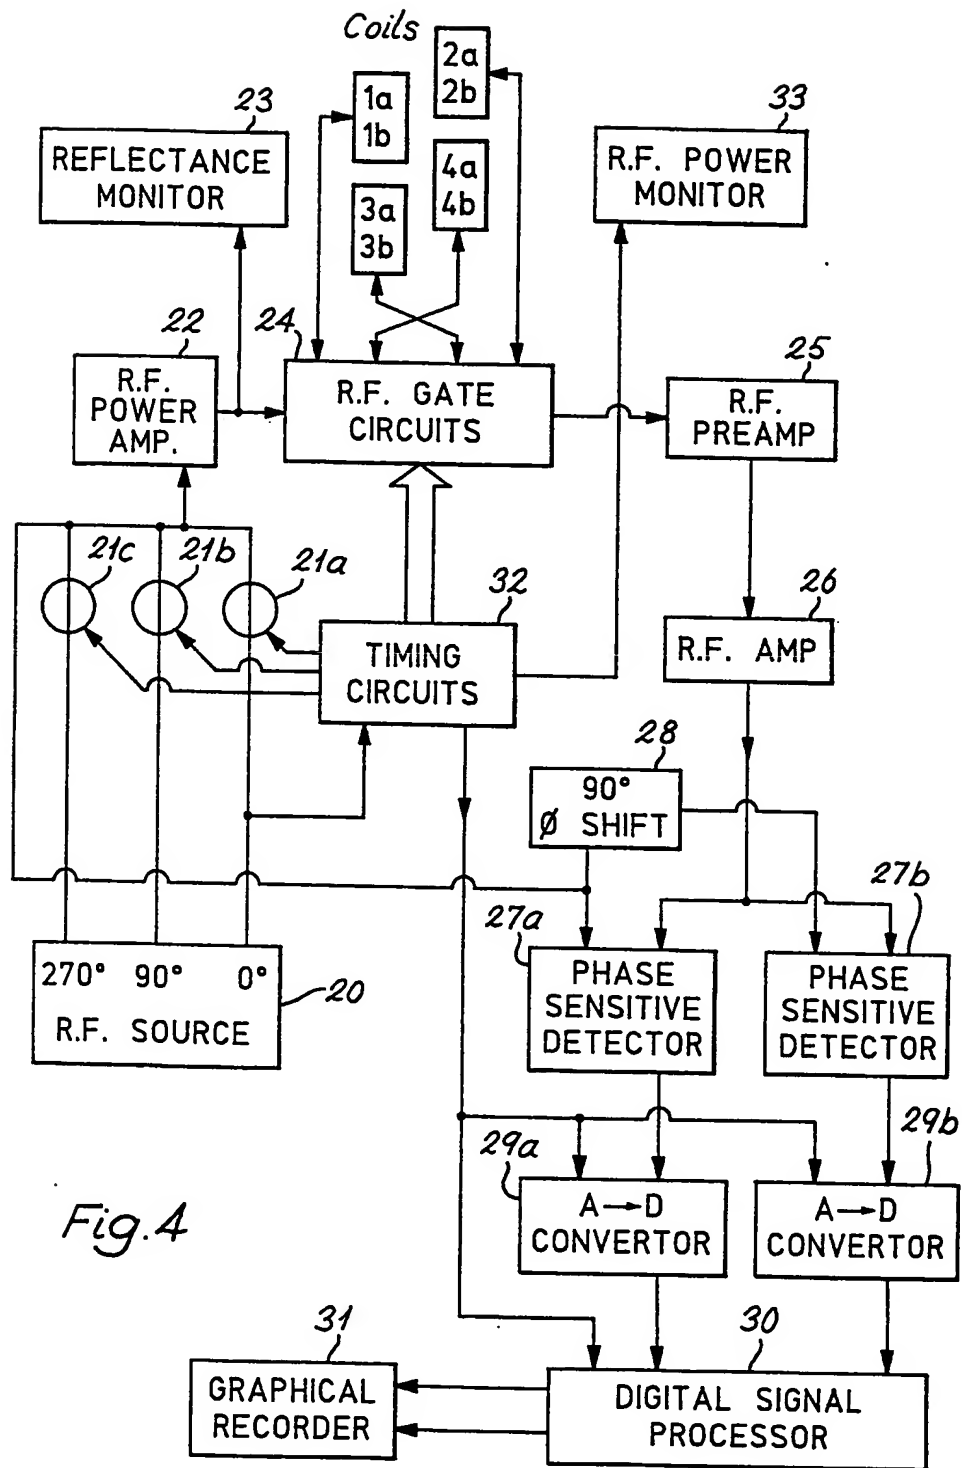 Coils
2a
2b
1a
1b
23
33
REFLECTANCE
MONITOR
R.F. POWER
MONITOR
4a
4b
3a
3b
22
24
25
R.F.
POWER
AMP.
R.F. GATE
CIRCUITS
R.F.
PREAMP
21c
21b
21a
32
26
TIMING
CIRCUITS
R.F. AMP
28
90°
Ø SHIFT
27a
27b
270° 90° 0°
R.F. SOURCE
20
PHASE
SENSITIVE
DETECTOR
PHASE
SENSITIVE
DETECTOR
29a
29b
A→D
CONVERTOR
A→D
CONVERTOR
Fig.4
31
30
GRAPHICAL
RECORDER
DIGITAL SIGNAL
PROCESSOR